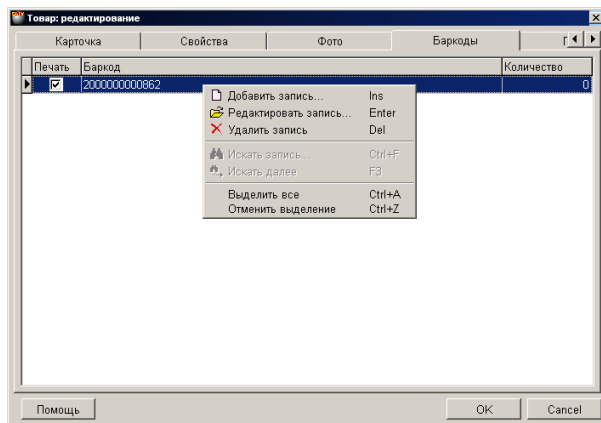 Товар: редактирование
Карточка Свойства Фото Баркоды
Печать Баркод Количество
2000000000862 0
Добавить запись... Ins
Редактировать запись... Enter
Удалить запись Del
Искать запись... Ctrl+F
Искать далее F3
Выделить все Ctrl+A
Отменить выделение Ctrl+Z
Помощь OK Cancel